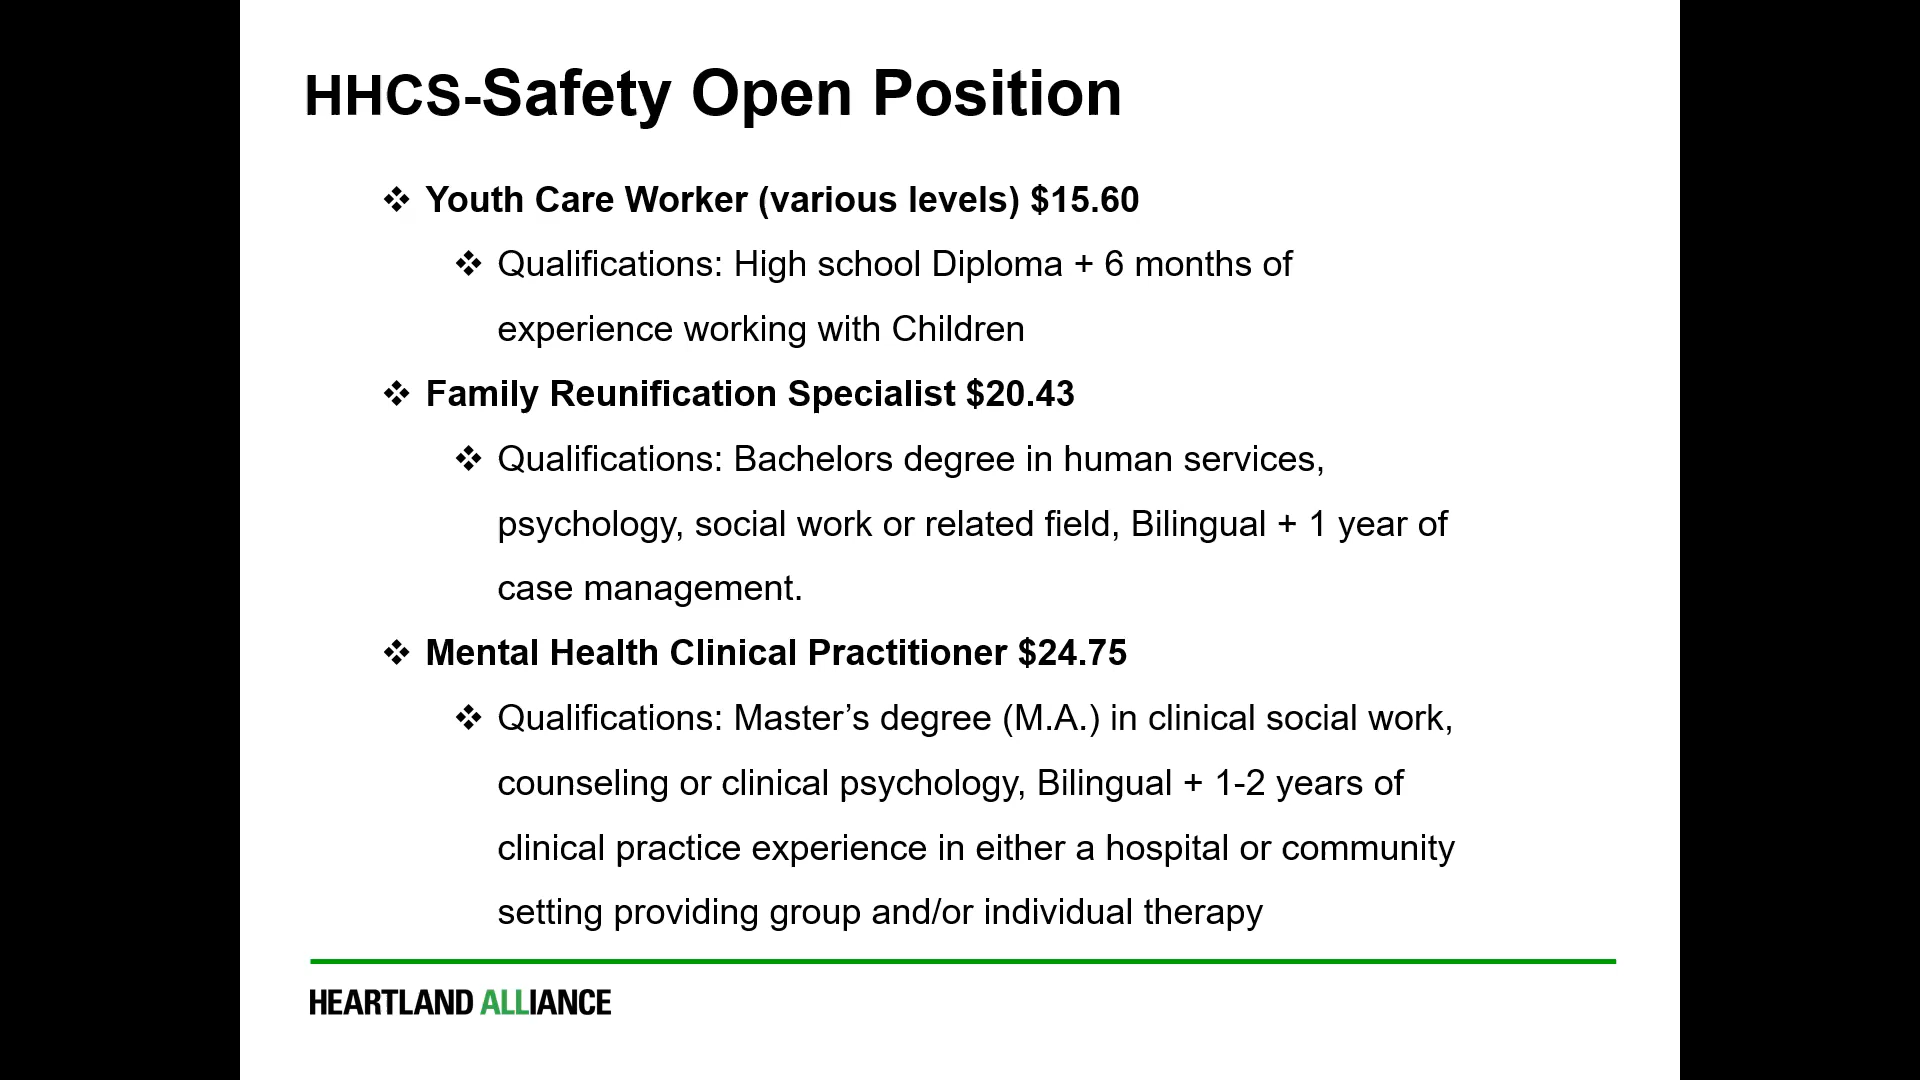 HHCS-Safety Open Position
❖ Youth Care Worker (various levels) $15.60
❖ Qualifications: High school Diploma + 6 months of
experience working with Children
❖ Family Reunification Specialist $20.43
❖ Qualifications: Bachelors degree in human services,
psychology, social work or related field, Bilingual + 1 year of
case management.
❖ Mental Health Clinical Practitioner $24.75
❖ Qualifications: Master’s degree (M.A.) in clinical social work,
counseling or clinical psychology, Bilingual + 1-2 years of
clinical practice experience in either a hospital or community
setting providing group and/or individual therapy
HEARTLAND ALLIANCE